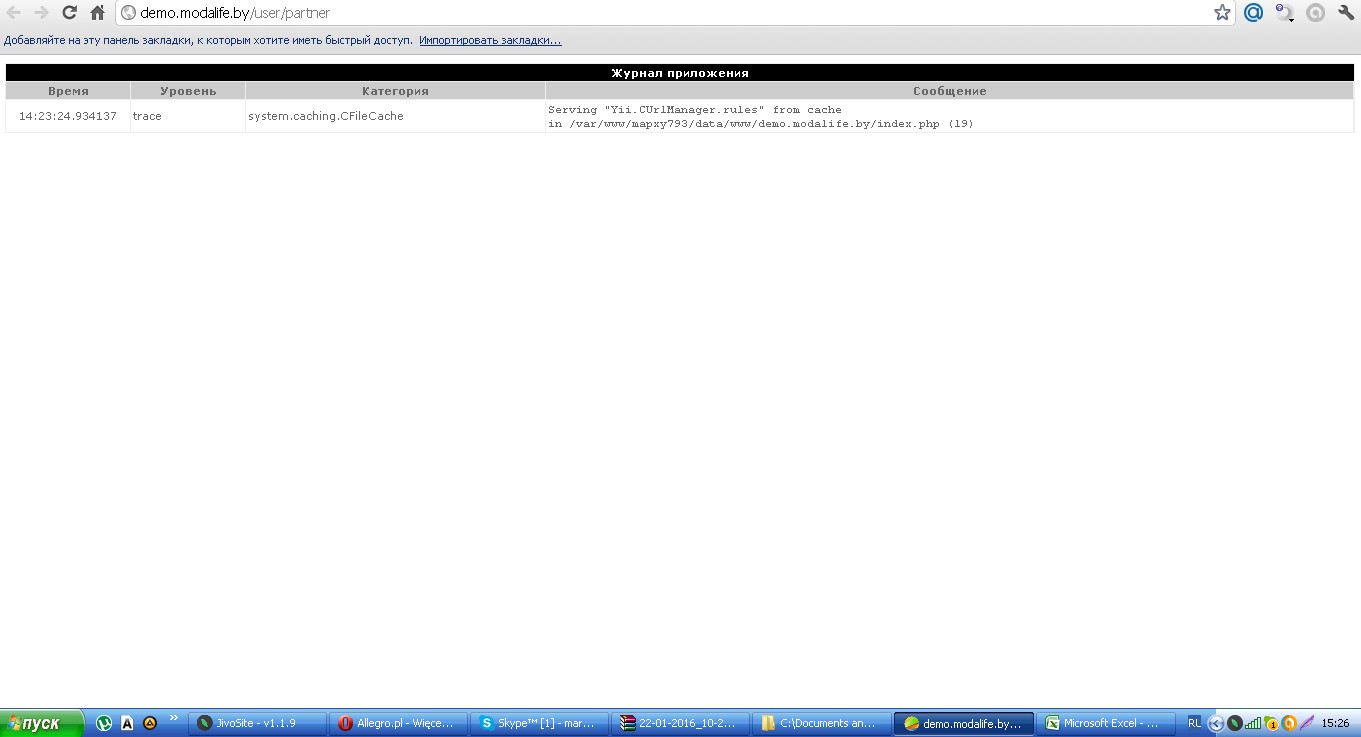 demo.modalife.by/user/partner
Добавляйте на эту панель закладки, к которым хотите иметь быстрый доступ. Импортировать закладки...
Журнал приложения
Время Уровень Категория Сообщение
14:23:24.934137 trace system.caching.CFileCache Serving "Yii.CUrlManager.rules" from cache
in /var/www/mapxy793/data/www/demo.modalife.by/index.php (19)
пуск JivoSite - v1.1.9 Allegro.pl - Więce... Skype™ [1] - mar... 22-01-2016_10-2... C:\Documents an... demo.modalife.by... Microsoft Excel - ... RU 15:26